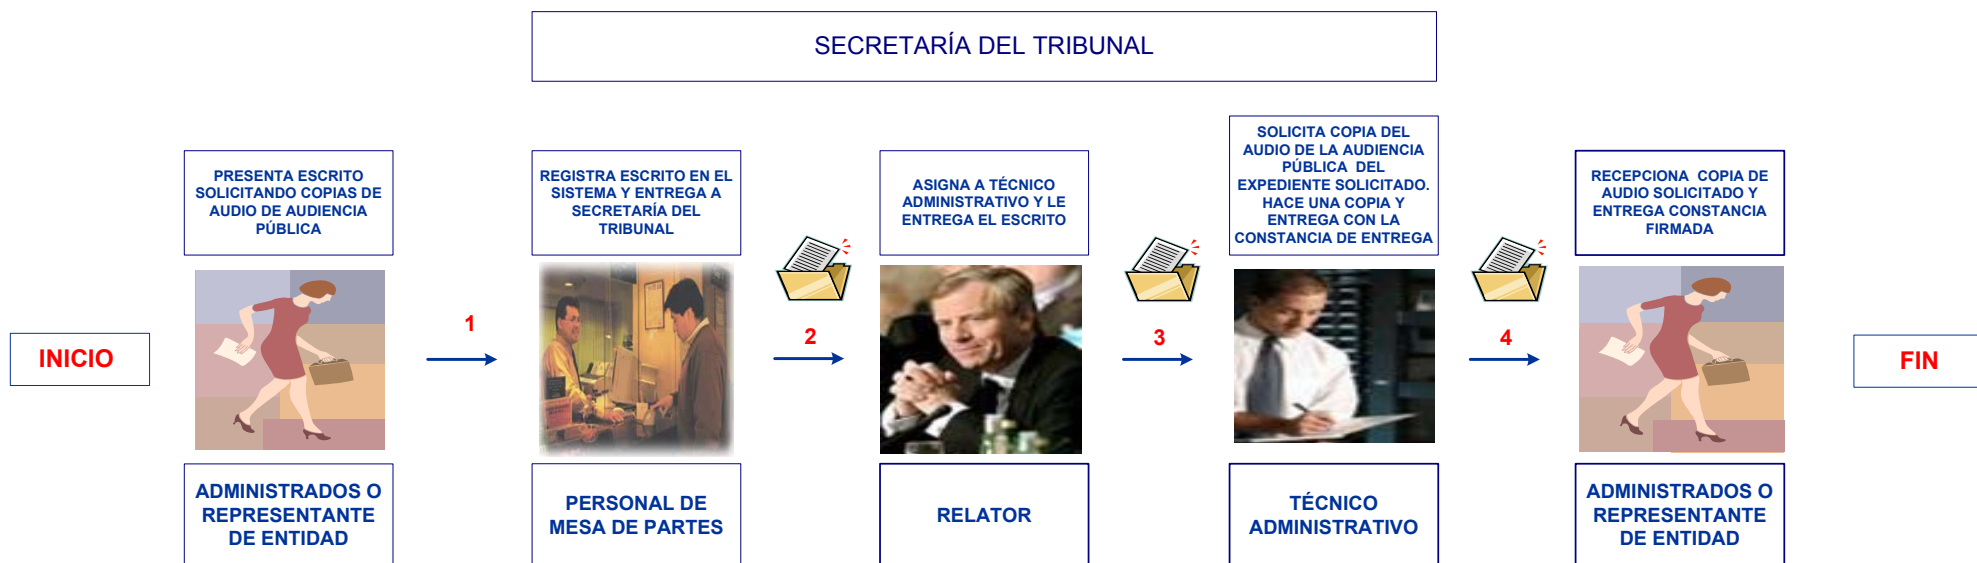 SECRETARÍA DEL TRIBUNAL
INICIO
PRESENTA ESCRITO
SOLICITANDO COPIAS DE
AUDIO DE AUDIENCIA
PÚBLICA
ADMINISTRADOS O
REPRESENTANTE
DE ENTIDAD
1
REGISTRA ESCRITO EN EL
SISTEMA Y ENTREGA A
SECRETARÍA DEL
TRIBUNAL
PERSONAL DE
MESA DE PARTES
2
ASIGNA A TÉCNICO
ADMINISTRATIVO Y LE
ENTREGA EL ESCRITO
RELATOR
3
SOLICITA COPIA DEL
AUDIO DE LA AUDIENCIA
PÚBLICA DEL
EXPEDIENTE SOLICITADO.
HACE UNA COPIA Y
ENTREGA CON LA
CONSTANCIA DE ENTREGA
TÉCNICO
ADMINISTRATIVO
4
RECEPCIONA COPIA DE
AUDIO SOLICITADO Y
ENTREGA CONSTANCIA
FIRMADA
ADMINISTRADOS O
REPRESENTANTE
DE ENTIDAD
FIN